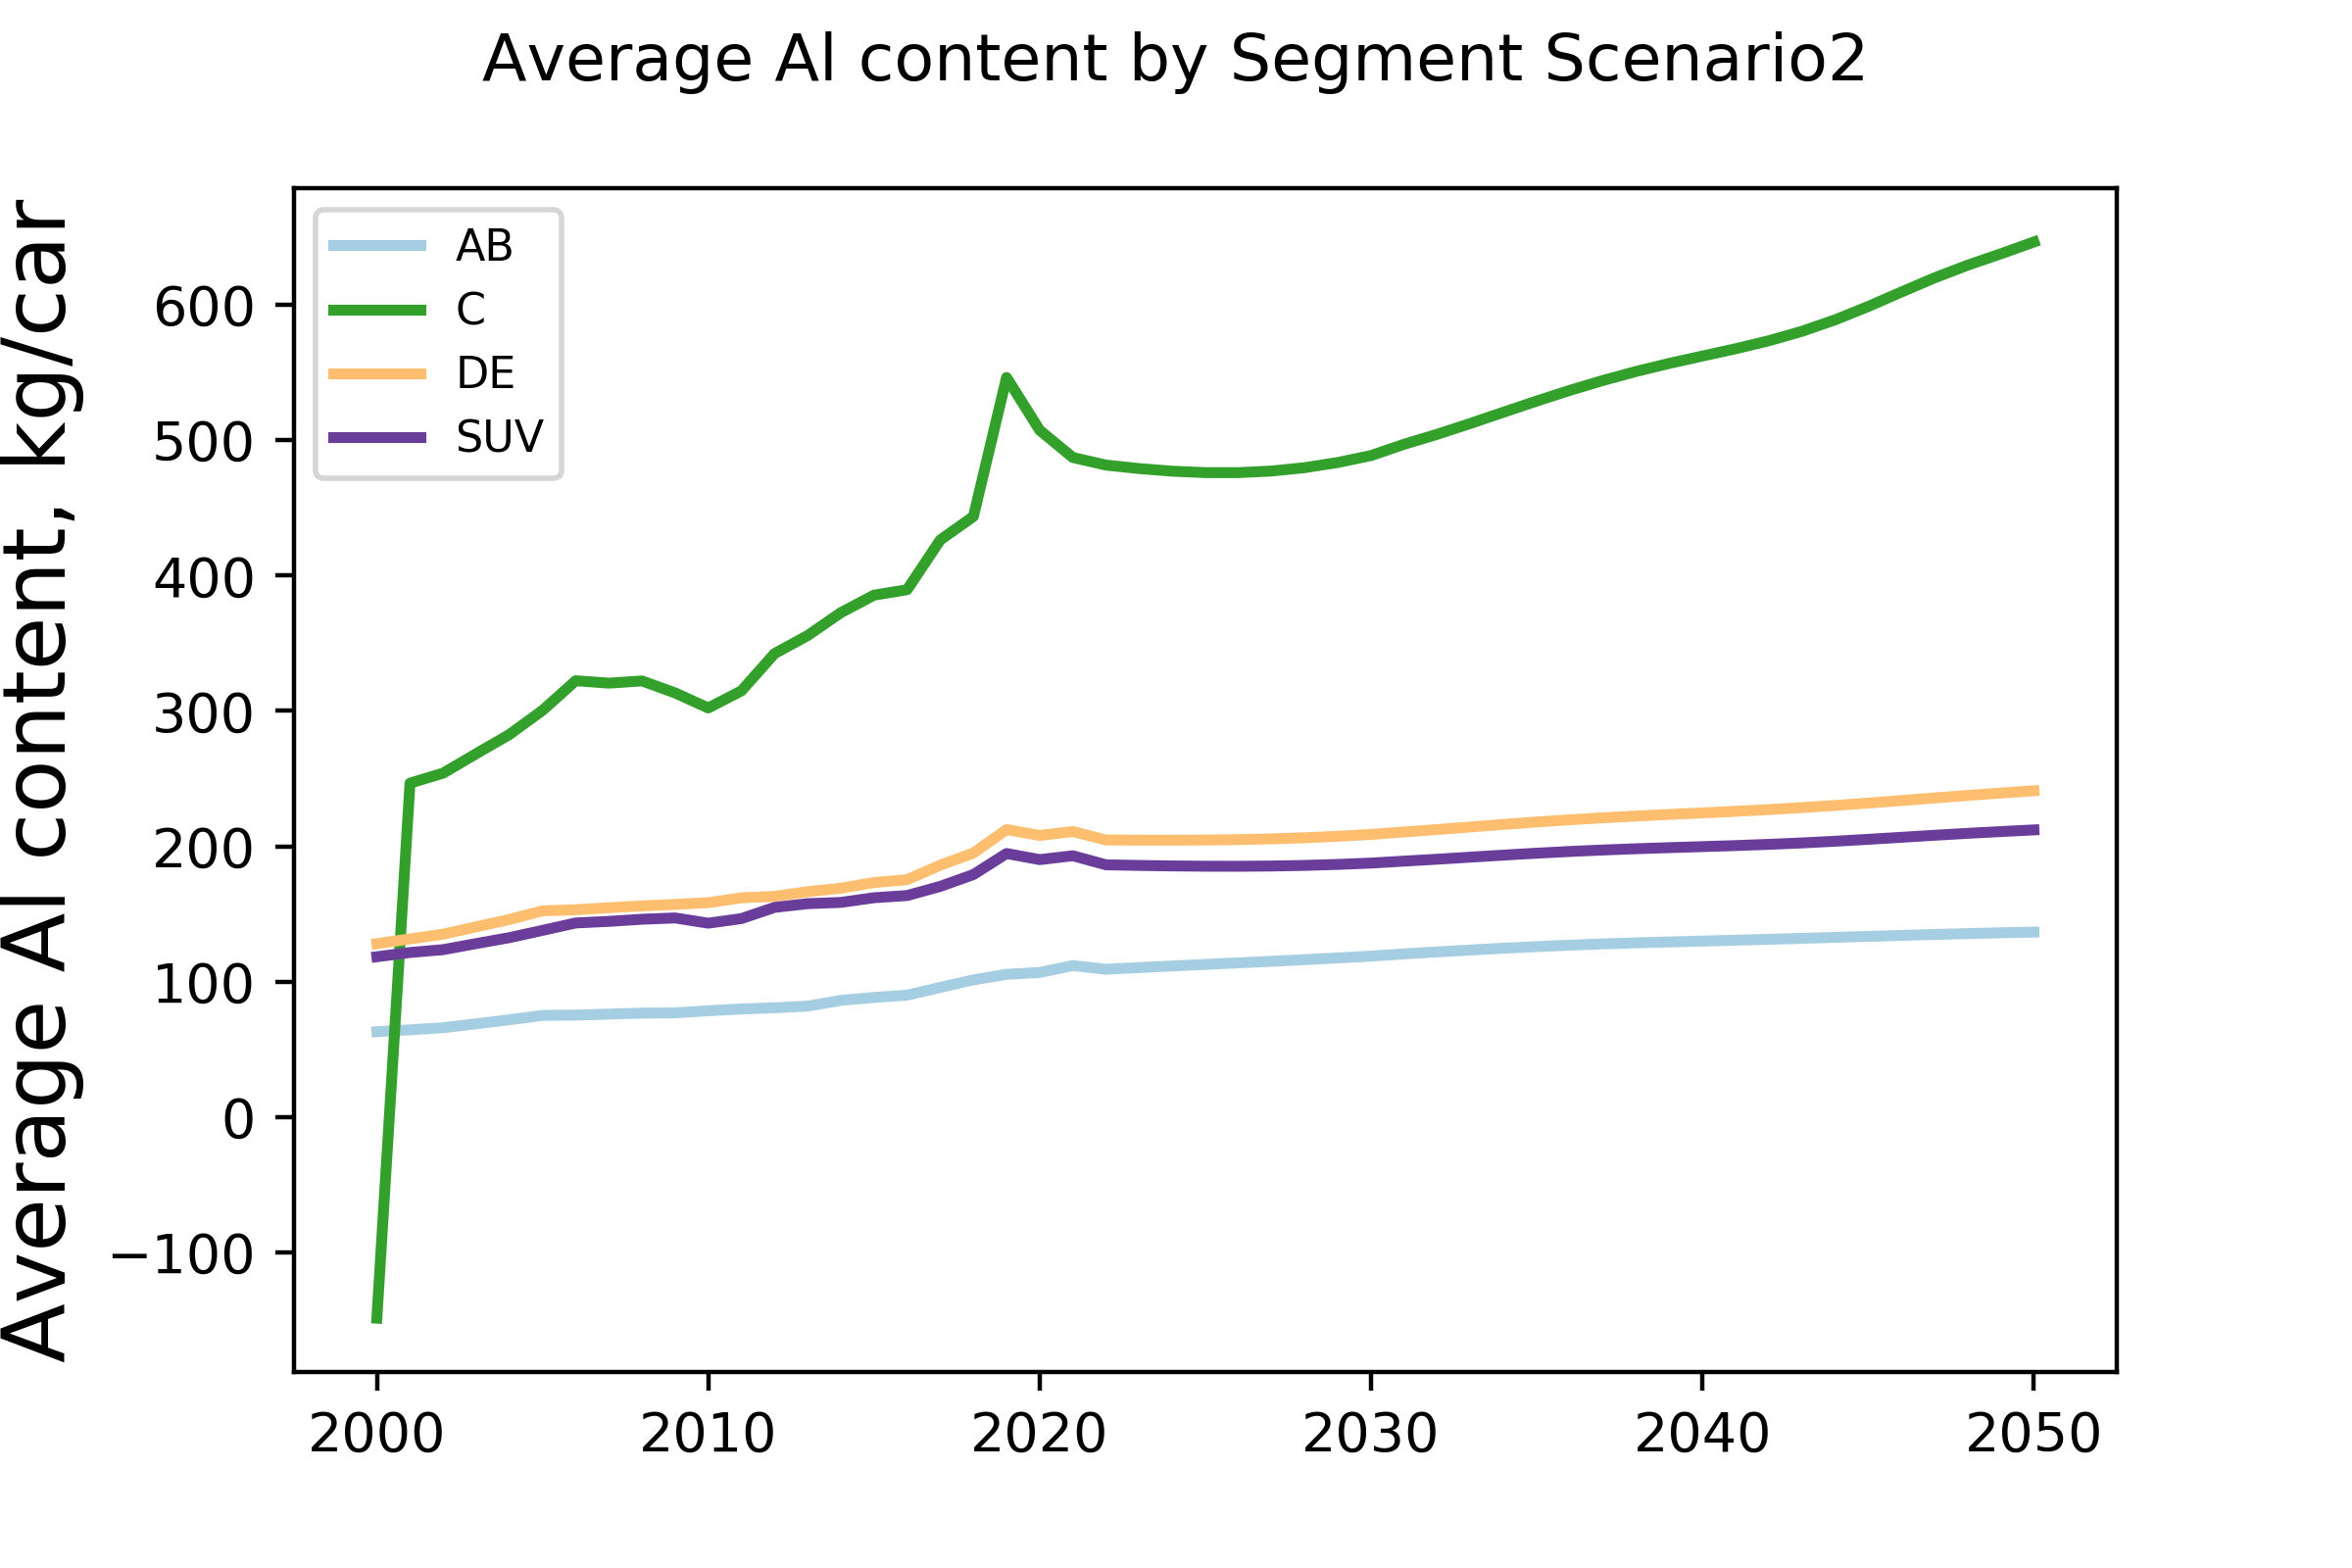 Average Al content by Segment Scenario2
Average Al content, kg/car
AB
C
DE
SUV
600
500
400
300
200
100
0
−100
2000 2010 2020 2030 2040 2050